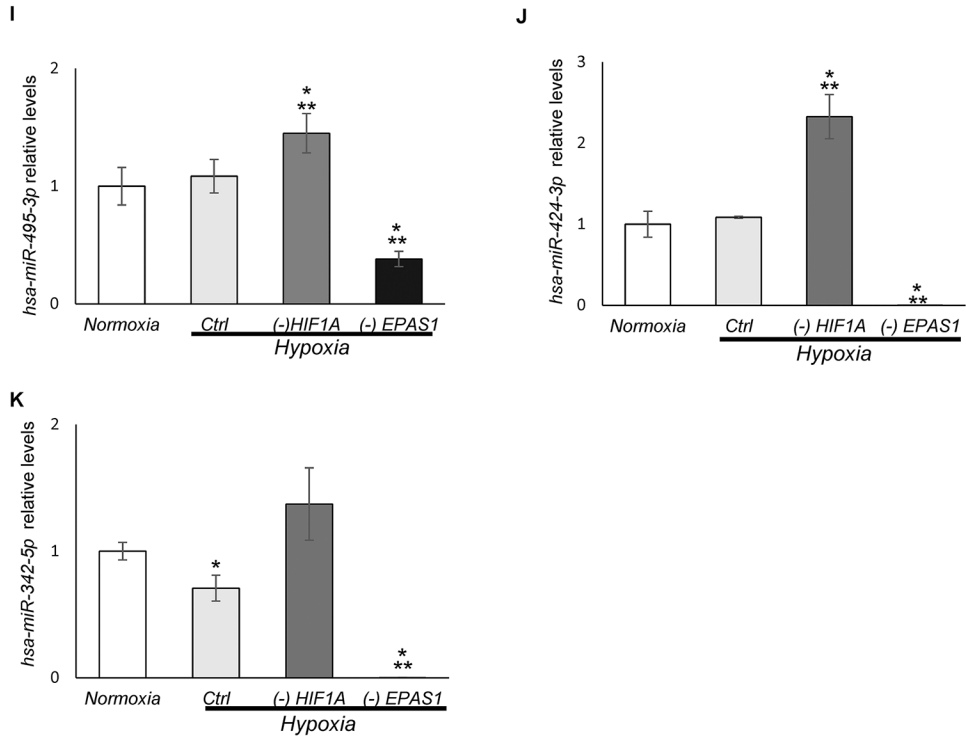 I
hsa-miR-495-3p relative levels
2
1
0
*
**
*
**
Normoxia Ctrl (-)HIF1A (-) EPAS1
Hypoxia
J
hsa-miR-424-3p relative levels
3
2
1
0
*
**
*
**
Normoxia Ctrl (-) HIF1A (-) EPAS1
Hypoxia
K
hsa-miR-342-5p relative levels
2
1
0
*
*
**
Normoxia Ctrl (-) HIF1A (-) EPAS1
Hypoxia